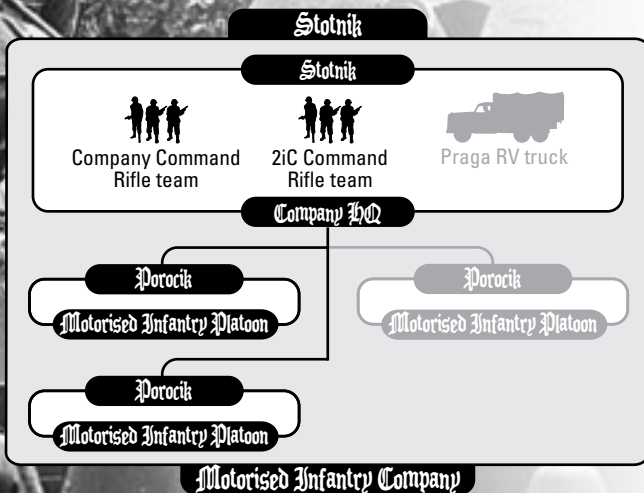 Stotnik
Stotnik
Company Command
Rifle team
2iC Command
Rifle team
Praga RV truck
Company HQ
Porocik
Motorised Infantry Platoon
Porocik
Motorised Infantry Platoon
Porocik
Motorised Infantry Platoon
Motorised Infantry Company